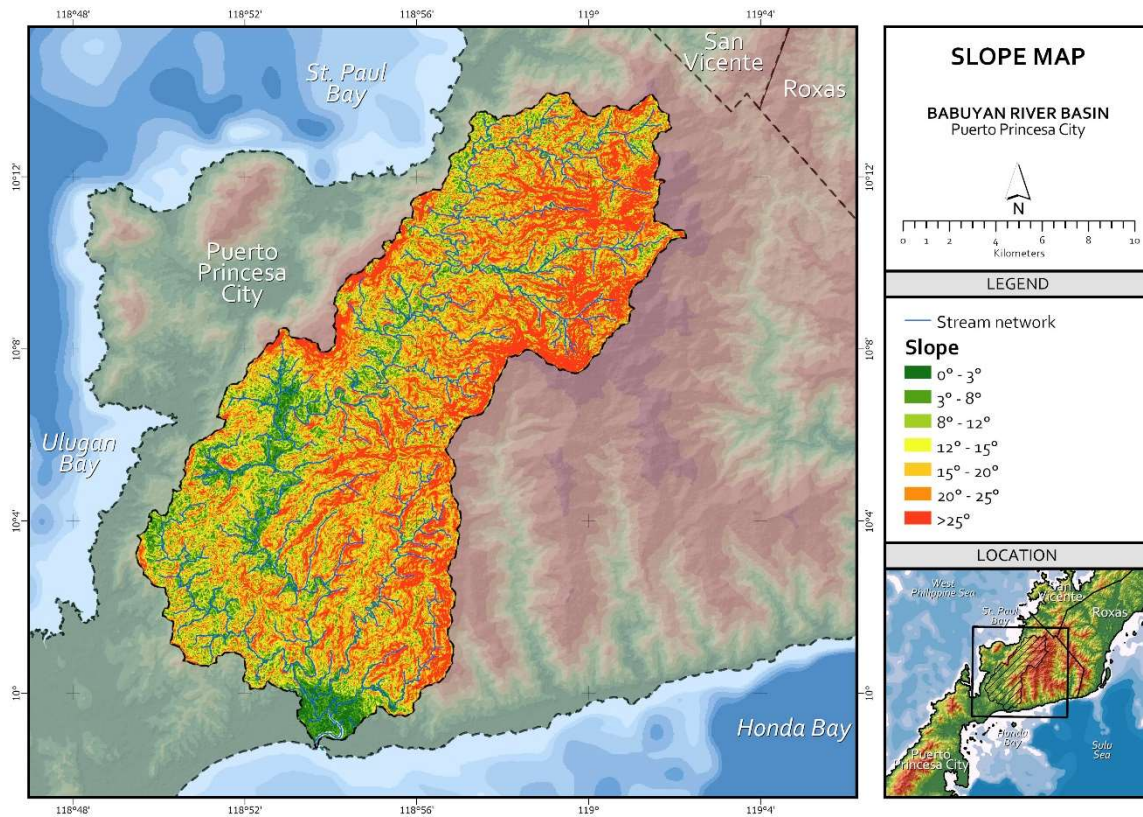 118°48'
118°52'
118°56'
119°
119°4'
St. Paul
Bay
San
Vicente
Roxas
10°12'
10°12'
Puerto
Princesa
City
10°8'
10°8'
Ulugan
Bay
10°4'
10°4'
10°
10°
Honda Bay
118°48'
118°52'
118°56'
119°
119°4'
SLOPE MAP
BABUYAN RIVER BASIN
Puerto Princesa City
N
0 1 2 4 6 8 10
Kilometers
LEGEND
Stream network
Slope
0° - 3°
3° - 8°
8° - 12°
12° - 15°
15° - 20°
20° - 25°
>25°
LOCATION
West
Philippine Sea
San
Vicente
St. Paul
Bay
Roxas
Honda
Bay
Sulu
Sea
Puerto
Princesa City